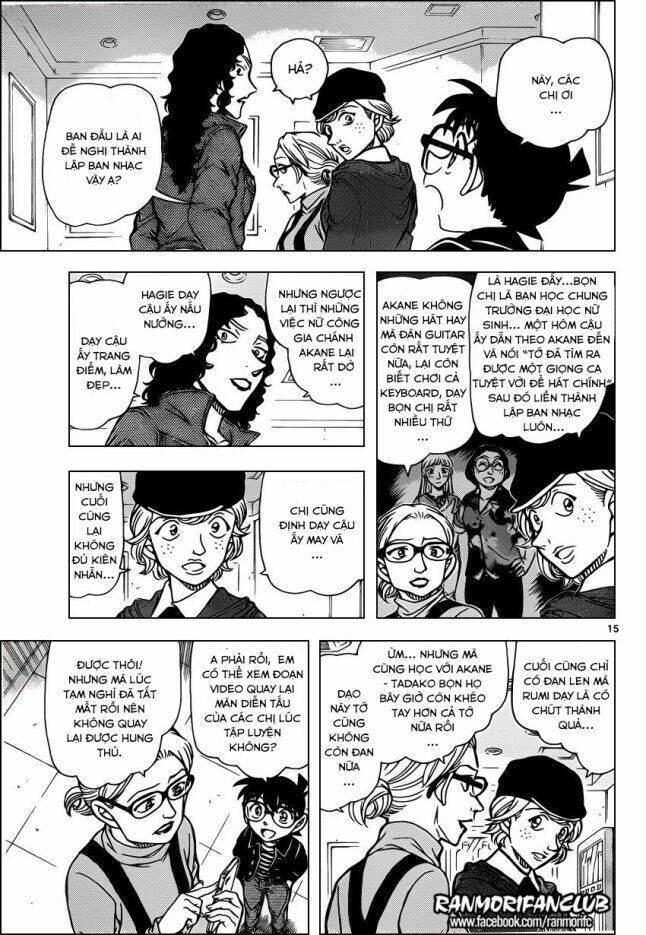 NÀY, CÁC
CHỊ ƠI
...
HẢ?
BAN ĐẦU LÀ AI
ĐỀ NGHỊ THÀNH
LẬP BAN NHẠC
VẬY Ạ?
LÀ HAGIE ĐẤY...BỌN
CHỊ LÀ BẠN HỌC CHUNG
TRƯỜNG ĐẠI HỌC NỮ
SINH... MỘT HÔM CẬU
ẤY DẪN THEO AKANE ĐẾN
VÀ NÓI "TỚ ĐÃ TÌM RA
ĐƯỢC MỘT GIỌNG CA
TUYỆT VỜI ĐỂ HÁT CHÍNH"
SAU ĐÓ LIỀN THÀNH
LẬP BAN NHẠC
LUÔN...
AKANE KHÔNG
NHỮNG HÁT HAY
MÀ ĐÀN GUITAR
CÒN RẤT TUYỆT
NỮA, LẠI CÒN
BIẾT CHƠI CẢ
KEYBOARD, DẠY
BỌN CHỊ RẤT
NHIỀU THỨ
...
NHƯNG NGƯỢC
LẠI THÌ NHỮNG
VIỆC NỮ CÔNG
GIA CHÁNH
AKANE LẠI
RẤT DỞ
...
HAGIE DẠY
CẬU ẤY NẤU
NƯỚNG...
DẠY CẬU
ẤY TRANG
ĐIỂM, LÀM
ĐẸP...
CHỊ CŨNG
ĐỊNH DẠY CẬU
ẤY MAY VÁ
...
NHƯNG
CUỐI
CÙNG
LẠI
KHÔNG
ĐỦ KIÊN
NHẪN...
15
CUỐI CÙNG CHỈ
CÓ ĐAN LEN MÀ
RUMI DẠY LÀ CÓ
CHÚT THÀNH
QUẢ...
ỪM... NHƯNG MÀ
CÙNG HỌC VỚI AKANE
- TADAKO BỌN HỌ
BÂY GIỜ CÒN KHÉO
TAY HƠN CẢ TỚ
NỮA RỒI
...
DẠO
NÀY TỚ
CŨNG
KHÔNG
CÒN ĐAN
NỮA ...
A PHẢI RỒI, EM
CÓ THỂ XEM ĐOẠN
VIDEO QUAY LẠI
MÀN DIỄN TẤU
CỦA CÁC CHỊ LÚC
TẬP LUYỆN KHÔNG?
ĐƯỢC THÔI!
NHƯNG MÀ LÚC
TẠM NGHỈ ĐÃ TẮT
MẤT RỒI NÊN
KHÔNG QUAY
LẠI ĐƯỢC HUNG
THỦ.
RANMORIFANCLUB
www.facebook.com/ranmorifc